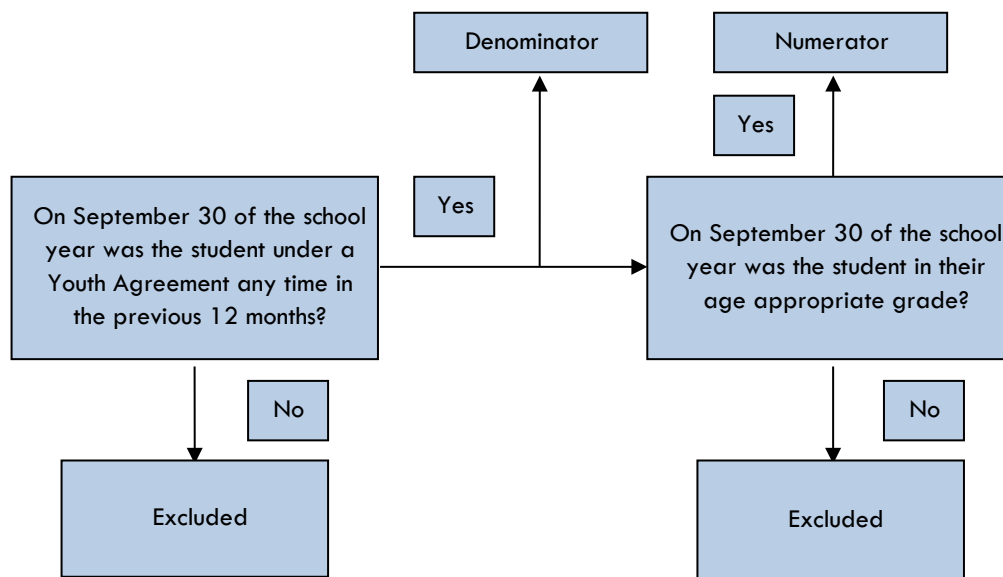 Denominator
Numerator
Yes
Yes
On September 30 of the school
year was the student under a
Youth Agreement any time in
the previous 12 months?
On September 30 of the school
year was the student in their
age appropriate grade?
No
No
Excluded
Excluded